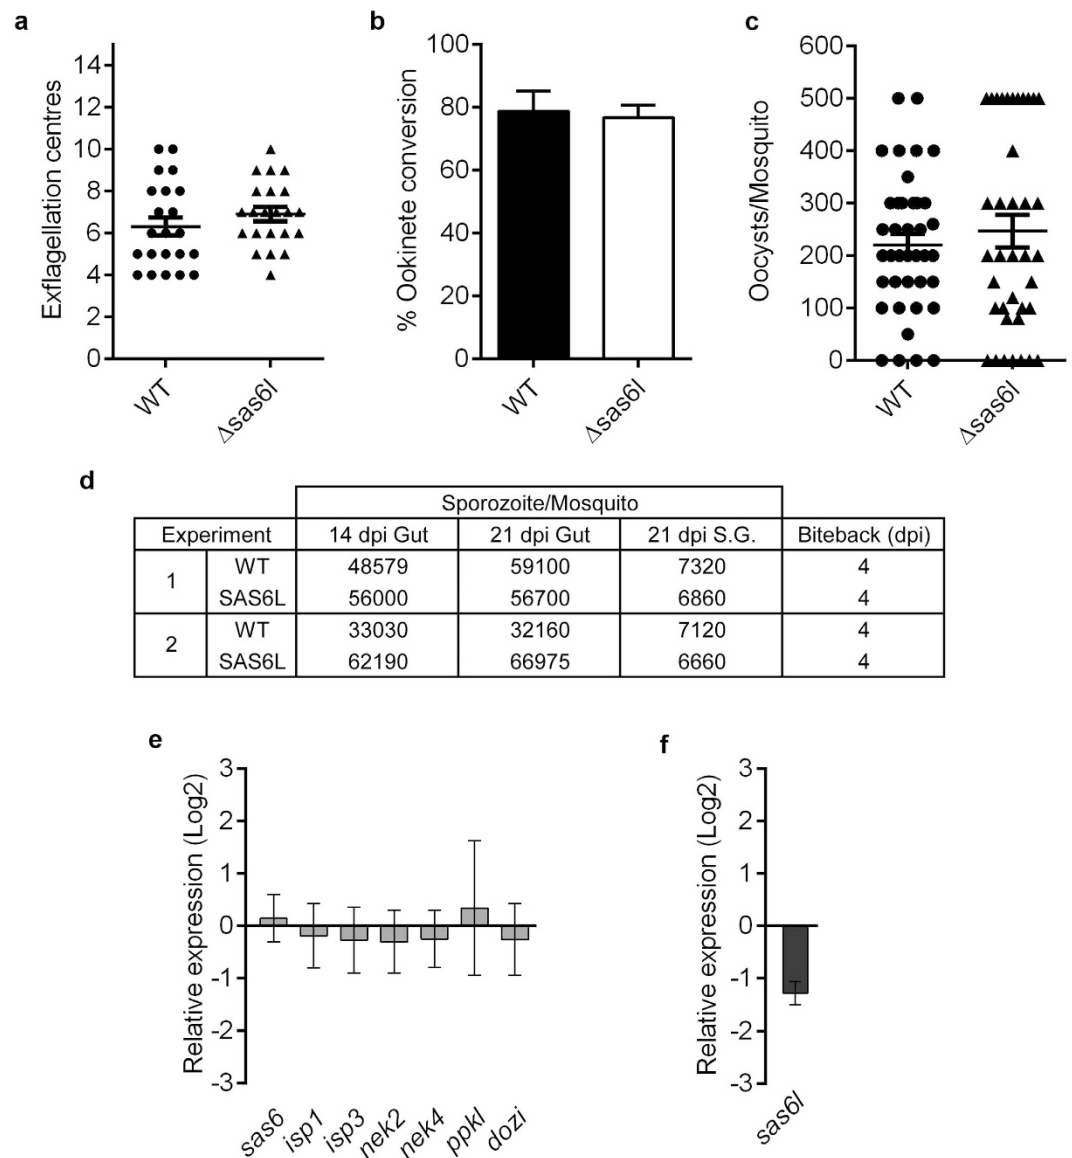 a
Exflagellation centres
14
12
10
8
6
4
2
0
WT
Δsas6l
b
% Ookinete conversion
100
80
60
40
20
0
WT
Δsas6l
c
Oocysts/Mosquito
600
500
400
300
200
100
0
WT
Δsas6l
d
Sporozoite/Mosquito
Experiment 14 dpi Gut 21 dpi Gut 21 dpi S.G. Biteback (dpi)
1 WT 48579 59100 7320 4
SAS6L 56000 56700 6860 4
2 WT 33030 32160 7120 4
SAS6L 62190 66975 6660 4
e
Relative expression (Log2)
3
2
1
0
-1
-2
-3
sas6
isp1
isp3
nek2
nek4
ppkl
dozi
f
Relative expression (Log2)
3
2
1
0
-1
-2
-3
sas6l